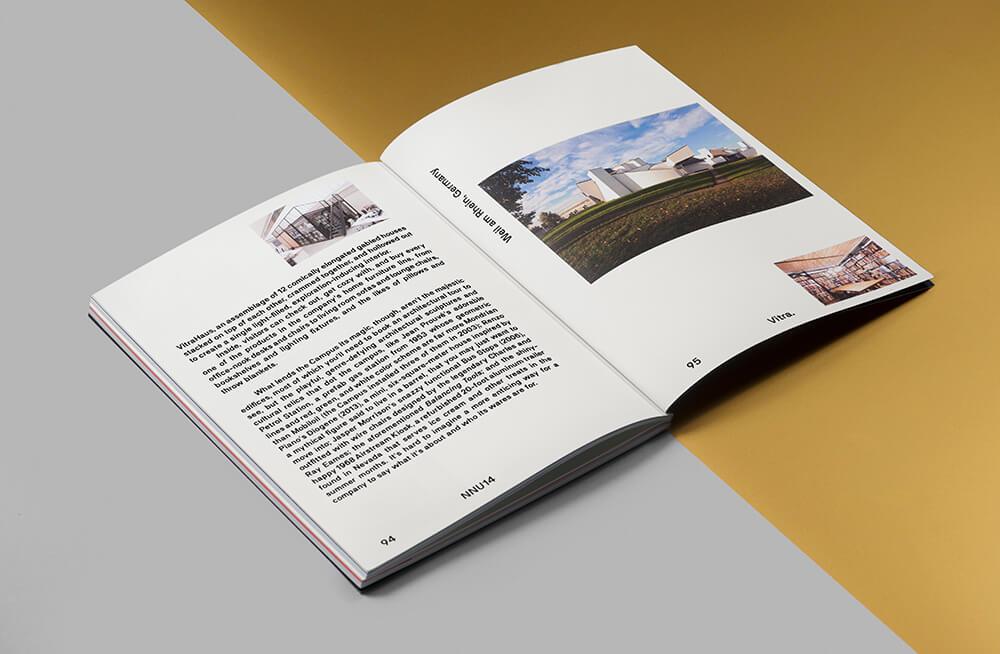 VitraHaus, an assemblage of 12 comically elongated gabled houses
stacked on top of each other, crammed together, and hollowed out
to create a single light-filled, exploration-inducing interior.
Inside, visitors can check out, get cozy with, and buy every
one of the products in the company's home furniture line, from
office-nook desks and chairs to living room sofas and lounge chairs,
bookshelves and lighting fixtures, and the likes of pillows and
throw blankets.
What lends the Campus its magic, though, aren't the majestic
edifices, most of which you'll need to book an architectural tour to
see, but the playful, genre-defying architectural sculptures and
cultural relics that dot the campus, like Jean Prouvé's adorable
Petrol Station, a prefab gas station from 1953 whose geometric
lines and red, green, and white color scheme are far more Mondrian
than Mobiloil (the Campus installed three of them in 2003); Renzo
Piano's Diogene (2013), a mini, six-square-meter house inspired by
a mythical figure said to live in a barrel, that you may just want to
move into; Jasper Morrison's snazzy functional Bus Stops (2006),
outfitted with wire chairs designed by the legendary Charles and
Ray Eames; the aforementioned Balancing Tools; and the shiny-
happy 1968 Airstream Kiosk, a refurbished 20-foot aluminum trailer
found in Nevada that serves ice cream and other treats in the
summer months. It's hard to imagine a more enticing way for a
company to say what it's about and who its wares are for.
94
NNU14
Weil am Rhein, Germany
Vitra.
95